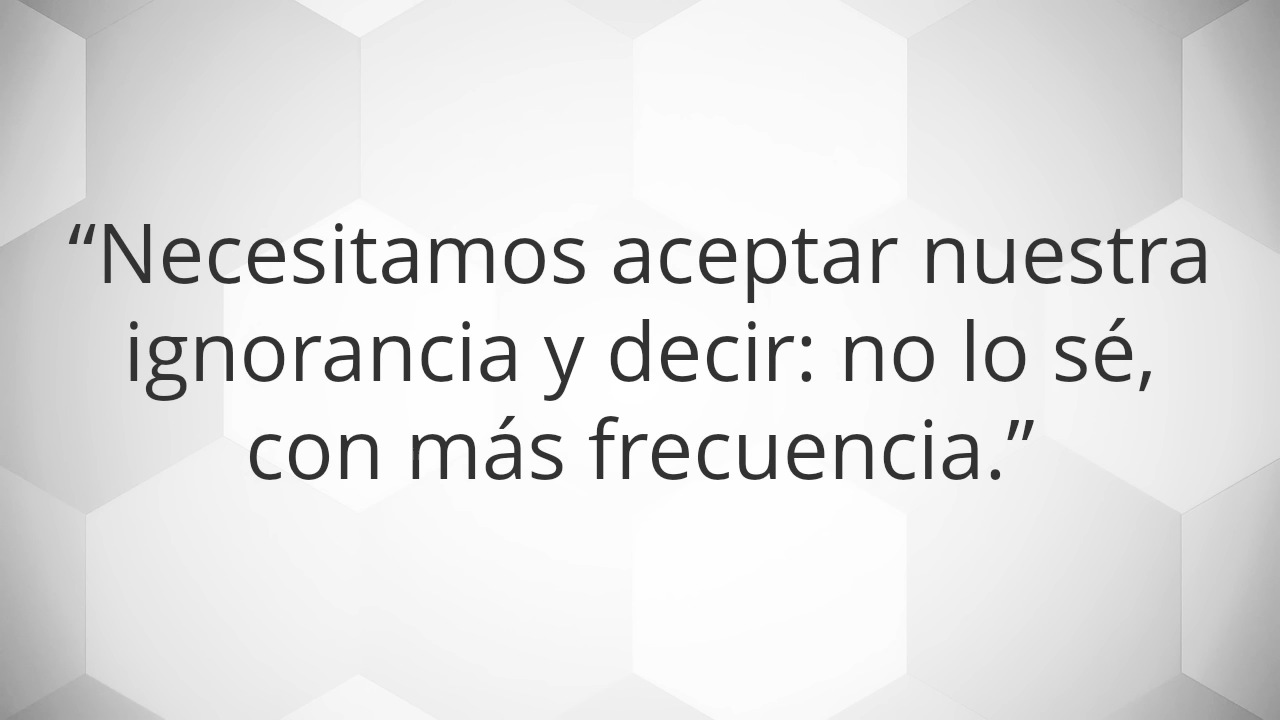 “Necesitamos aceptar nuestra
ignorancia y decir: no lo sé,
con más frecuencia.”